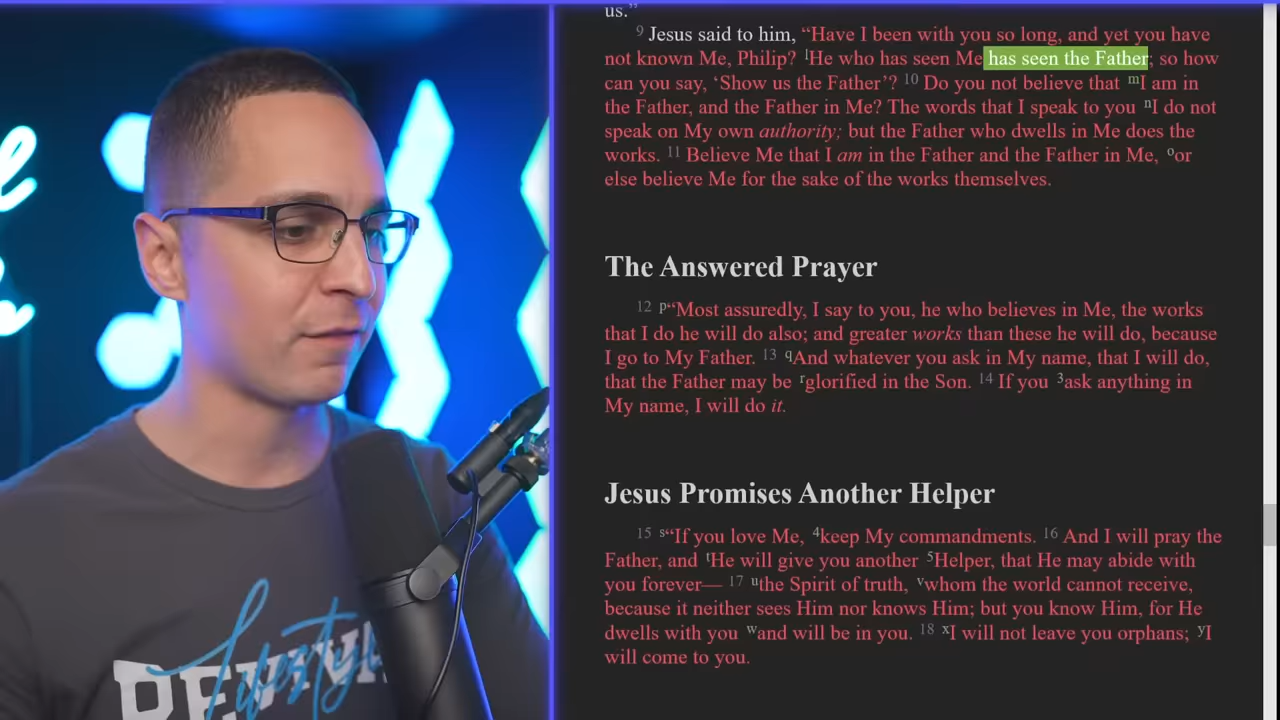 us.”
9 Jesus said to him, “Have I been with you so long, and yet you have
not known Me, Philip? lHe who has seen Me has seen the Father; so how
can you say, ‘Show us the Father’? 10 Do you not believe that mI am in
the Father, and the Father in Me? The words that I speak to you nI do not
speak on My own authority; but the Father who dwells in Me does the
works. 11 Believe Me that I am in the Father and the Father in Me, oor
else believe Me for the sake of the works themselves.
The Answered Prayer
12 p“Most assuredly, I say to you, he who believes in Me, the works
that I do he will do also; and greater works than these he will do, because
I go to My Father. 13 qAnd whatever you ask in My name, that I will do,
that the Father may be rglorified in the Son. 14 If you 3ask anything in
My name, I will do it.
Jesus Promises Another Helper
15 s“If you love Me, 4keep My commandments. 16 And I will pray the
Father, and tHe will give you another 5Helper, that He may abide with
you forever— 17 uthe Spirit of truth, vwhom the world cannot receive,
because it neither sees Him nor knows Him; but you know Him, for He
dwells with you wand will be in you. 18 xI will not leave you orphans; yI
will come to you.
Lifestyle